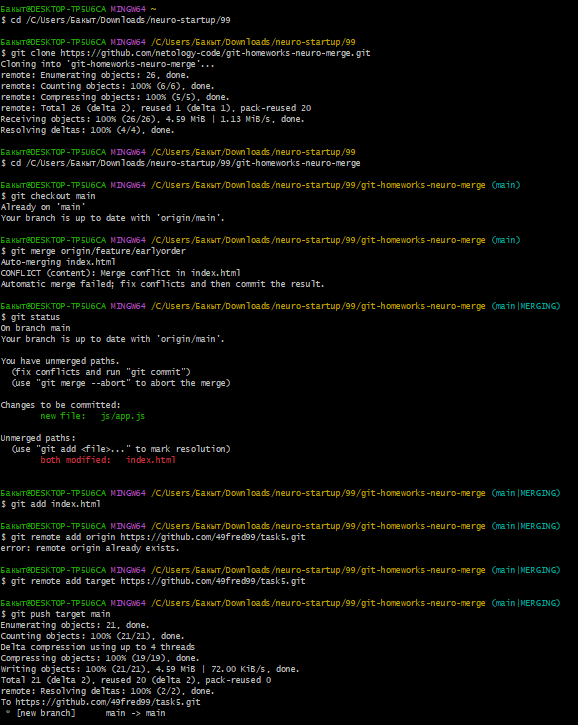 Бакыт@DESKTOP-TP5U6CA MINGW64 ~
$ cd /C/Users/Бакыт/Downloads/neuro-startup/99
Бакыт@DESKTOP-TP5U6CA MINGW64 /C/Users/Бакыт/Downloads/neuro-startup/99
$ git clone https://github.com/netology-code/git-homeworks-neuro-merge.git
Cloning into 'git-homeworks-neuro-merge'...
remote: Enumerating objects: 26, done.
remote: Counting objects: 100% (6/6), done.
remote: Compressing objects: 100% (5/5), done.
remote: Total 26 (delta 2), reused 1 (delta 1), pack-reused 20
Receiving objects: 100% (26/26), 4.59 MiB | 1.13 MiB/s, done.
Resolving deltas: 100% (4/4), done.
Бакыт@DESKTOP-TP5U6CA MINGW64 /C/Users/Бакыт/Downloads/neuro-startup/99
$ cd /C/Users/Бакыт/Downloads/neuro-startup/99/git-homeworks-neuro-merge
Бакыт@DESKTOP-TP5U6CA MINGW64 /C/Users/Бакыт/Downloads/neuro-startup/99/git-homeworks-neuro-merge (main)
$ git checkout main
Already on 'main'
Your branch is up to date with 'origin/main'.
Бакыт@DESKTOP-TP5U6CA MINGW64 /C/Users/Бакыт/Downloads/neuro-startup/99/git-homeworks-neuro-merge (main)
$ git merge origin/feature/earlyorder
Auto-merging index.html
CONFLICT (content): Merge conflict in index.html
Automatic merge failed; fix conflicts and then commit the result.
Бакыт@DESKTOP-TP5U6CA MINGW64 /C/Users/Бакыт/Downloads/neuro-startup/99/git-homeworks-neuro-merge (main|MERGING)
$ git status
On branch main
Your branch is up to date with 'origin/main'.
You have unmerged paths.
  (fix conflicts and run "git commit")
  (use "git merge --abort" to abort the merge)
Changes to be committed:
        new file:   js/app.js
Unmerged paths:
  (use "git add <file>..." to mark resolution)
        both modified:   index.html
Бакыт@DESKTOP-TP5U6CA MINGW64 /C/Users/Бакыт/Downloads/neuro-startup/99/git-homeworks-neuro-merge (main|MERGING)
$ git add index.html
Бакыт@DESKTOP-TP5U6CA MINGW64 /C/Users/Бакыт/Downloads/neuro-startup/99/git-homeworks-neuro-merge (main|MERGING)
$ git remote add origin https://github.com/49fred99/task5.git
error: remote origin already exists.
Бакыт@DESKTOP-TP5U6CA MINGW64 /C/Users/Бакыт/Downloads/neuro-startup/99/git-homeworks-neuro-merge (main|MERGING)
$ git remote add target https://github.com/49fred99/task5.git
Бакыт@DESKTOP-TP5U6CA MINGW64 /C/Users/Бакыт/Downloads/neuro-startup/99/git-homeworks-neuro-merge (main|MERGING)
$ git push target main
Enumerating objects: 21, done.
Counting objects: 100% (21/21), done.
Delta compression using up to 4 threads
Compressing objects: 100% (19/19), done.
Writing objects: 100% (21/21), 4.59 MiB | 72.00 KiB/s, done.
Total 21 (delta 2), reused 20 (delta 2), pack-reused 0
remote: Resolving deltas: 100% (2/2), done.
To https://github.com/49fred99/task5.git
 * [new branch]      main -> main